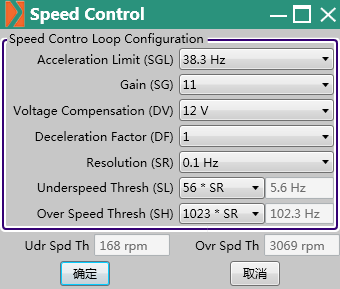 Speed Control
Speed Contro Loop Configuration
Acceleration Limit (SGL) 38.3 Hz
Gain (SG) 11
Voltage Compensation (DV) 12 V
Deceleration Factor (DF) 1
Resolution (SR) 0.1 Hz
Underspeed Thresh (SL) 56 * SR 5.6 Hz
Over Speed Thresh (SH) 1023 * SR 102.3 Hz
Udr Spd Th 168 rpm Ovr Spd Th 3069 rpm
确定 取消